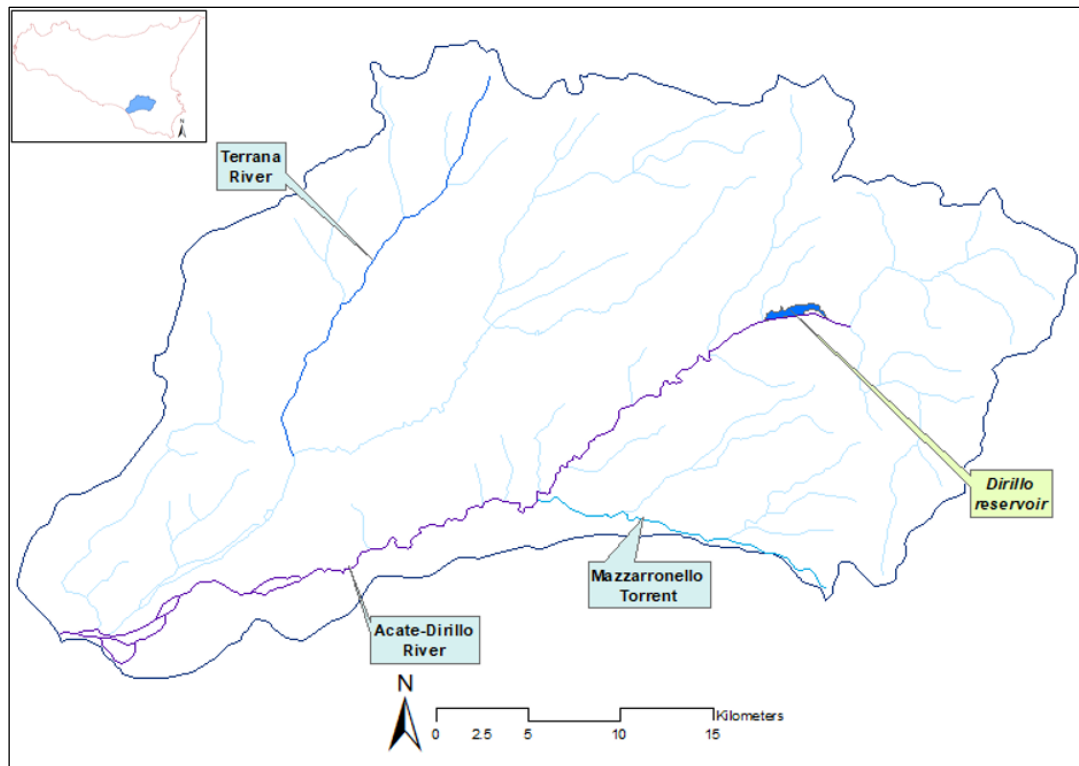 Terrana
River
Dirillo
reservoir
Mazzarronello
Torrent
Acate-Dirillo
River
N
Kilometers
0 2.5 5 10 15
N